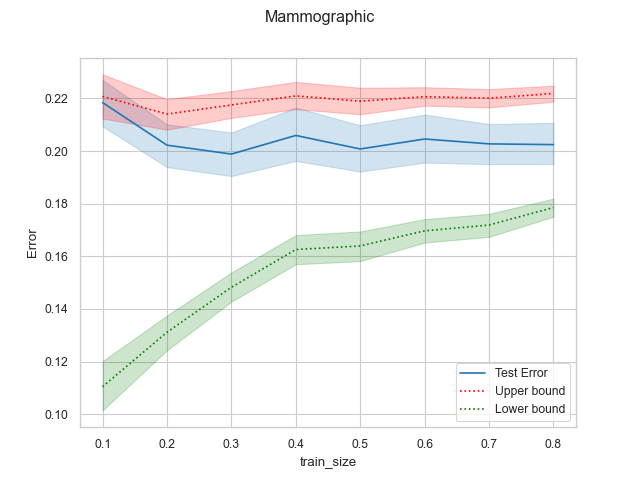 Mammographic
Error
0.22
0.20
0.18
0.16
0.14
0.12
0.10
0.1 0.2 0.3 0.4 0.5 0.6 0.7 0.8
train_size
Test Error
Upper bound
Lower bound